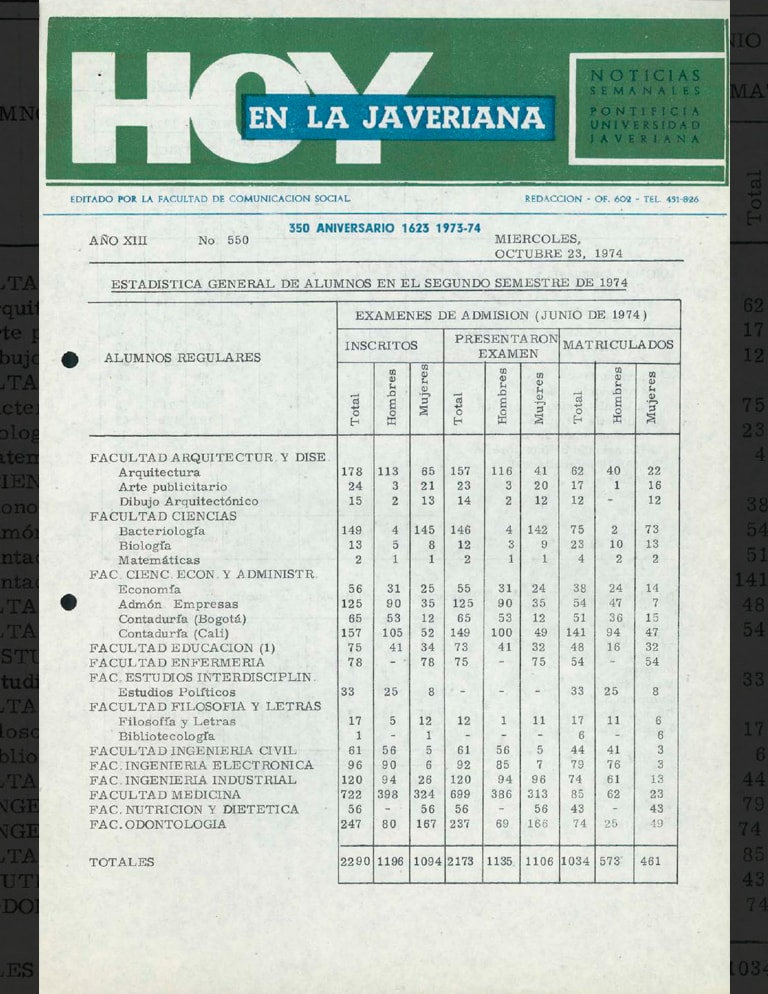 HOY
EN LA JAVERIANA
NOTICIAS
SEMANALES
PONTIFICIA
UNIVERSIDAD
JAVERIANA
EDITADO POR LA FACULTAD DE COMUNICACION SOCIAL
REDACCION - OF. 602 - TEL. 451-826
350 ANIVERSARIO 1623 1973-74
AÑO XIII No 550 MIERCOLES,
OCTUBRE 23, 1974
ESTADISTICA GENERAL DE ALUMNOS EN EL SEGUNDO SEMESTRE DE 1974
EXAMENES DE ADMISION (JUNIO DE 1974)
ALUMNOS REGULARES
INSCRITOS PRESENTARON EXAMEN MATRICULADOS
Total Hombres Mujeres Total Hombres Mujeres Total Hombres Mujeres
FACULTAD ARQUITECTUR. Y DISE.
Arquitectura 178 113 65 157 116 41 62 40 22
Arte publicitario 24 3 21 23 3 20 17 1 16
Dibujo Arquitectónico 15 2 13 14 2 12 12 - 12
FACULTAD CIENCIAS
Bacteriología 149 4 145 146 4 142 75 2 73
Biología 13 5 8 12 3 9 23 10 13
Matemáticas 2 1 1 2 1 1 4 2 2
FAC. CIENC. ECON. Y ADMINISTR.
Economía 56 31 25 55 31 24 38 24 14
Admón. Empresas 125 90 35 125 90 35 54 47 7
Contadurfa (Bogotá) 65 53 12 65 53 12 51 36 15
Contadurfa (Cali) 157 105 52 149 100 49 141 94 47
FACULTAD EDUCACION (1) 75 41 34 73 41 32 48 16 32
FACULTAD ENFERMERIA 78 - 78 75 - 75 54 - 54
FAC. ESTUDIOS INTERDISCIPLIN.
Estudios Políticos 33 25 8 - - - 33 25 8
FACULTAD FILOSOFIA Y LETRAS
Filosoffa y Letras 17 5 12 12 1 11 17 11 6
Bibliotecología 1 - 1 - - - 6 - 6
FACULTAD INGENIERIA CIVIL 61 56 5 61 56 5 44 41 3
FAC. INGENIERIA ELECTRONICA 96 90 6 92 85 7 79 76 3
FAC. INGENIERIA INDUSTRIAL 120 94 26 120 94 96 74 61 13
FACULTAD MEDICINA 722 398 324 699 386 313 85 62 23
FAC. NUTRICION Y DIETETICA 56 - 56 56 - 56 43 - 43
FAC. ODONTOLOGIA 247 80 167 237 69 166 74 25 49
TOTALES 2290 1196 1094 2173 1135 1106 1034 573 461